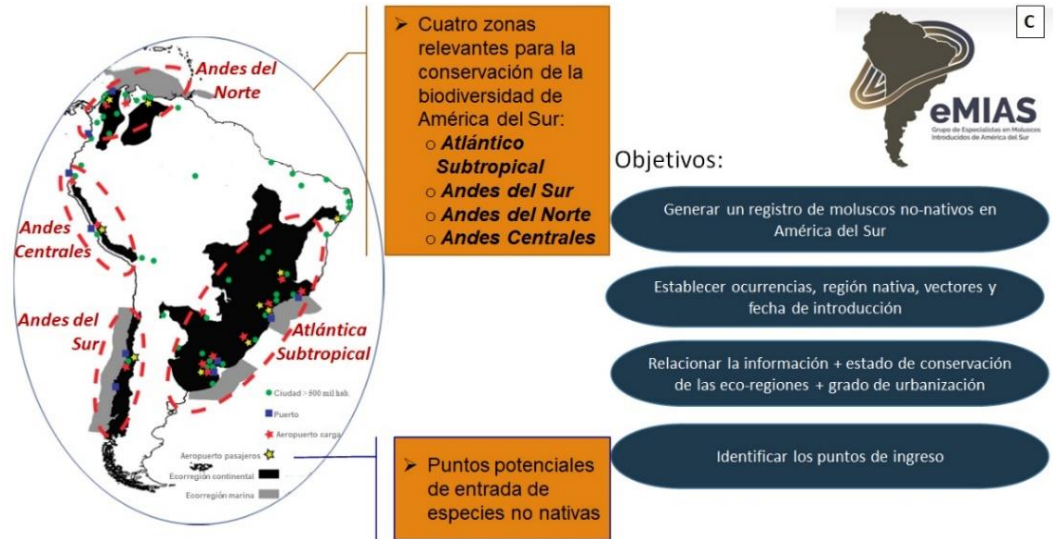 Andes del
Norte
Andes
Centrales
Andes del
Sur
Atlántica
Subtropical
Ciudad > 500 mil hab.
Puerto
Aeropuerto carga
Aeropuerto pasajeros
Ecorregión continental
Ecorregión marina
➢ Cuatro zonas
relevantes para la
conservación de la
biodiversidad de
América del Sur:
o Atlántico
Subtropical
o Andes del Sur
o Andes del Norte
o Andes Centrales
➢ Puntos potenciales
de entrada de
especies no nativas
C
eMIAS
Grupo de Especialistas en Moluscos
Introducidos de América del Sur
Objetivos:
Generar un registro de moluscos no-nativos en
América del Sur
Establecer ocurrencias, región nativa, vectores y
fecha de introducción
Relacionar la información + estado de conservación
de las eco-regiones + grado de urbanización
Identificar los puntos de ingreso